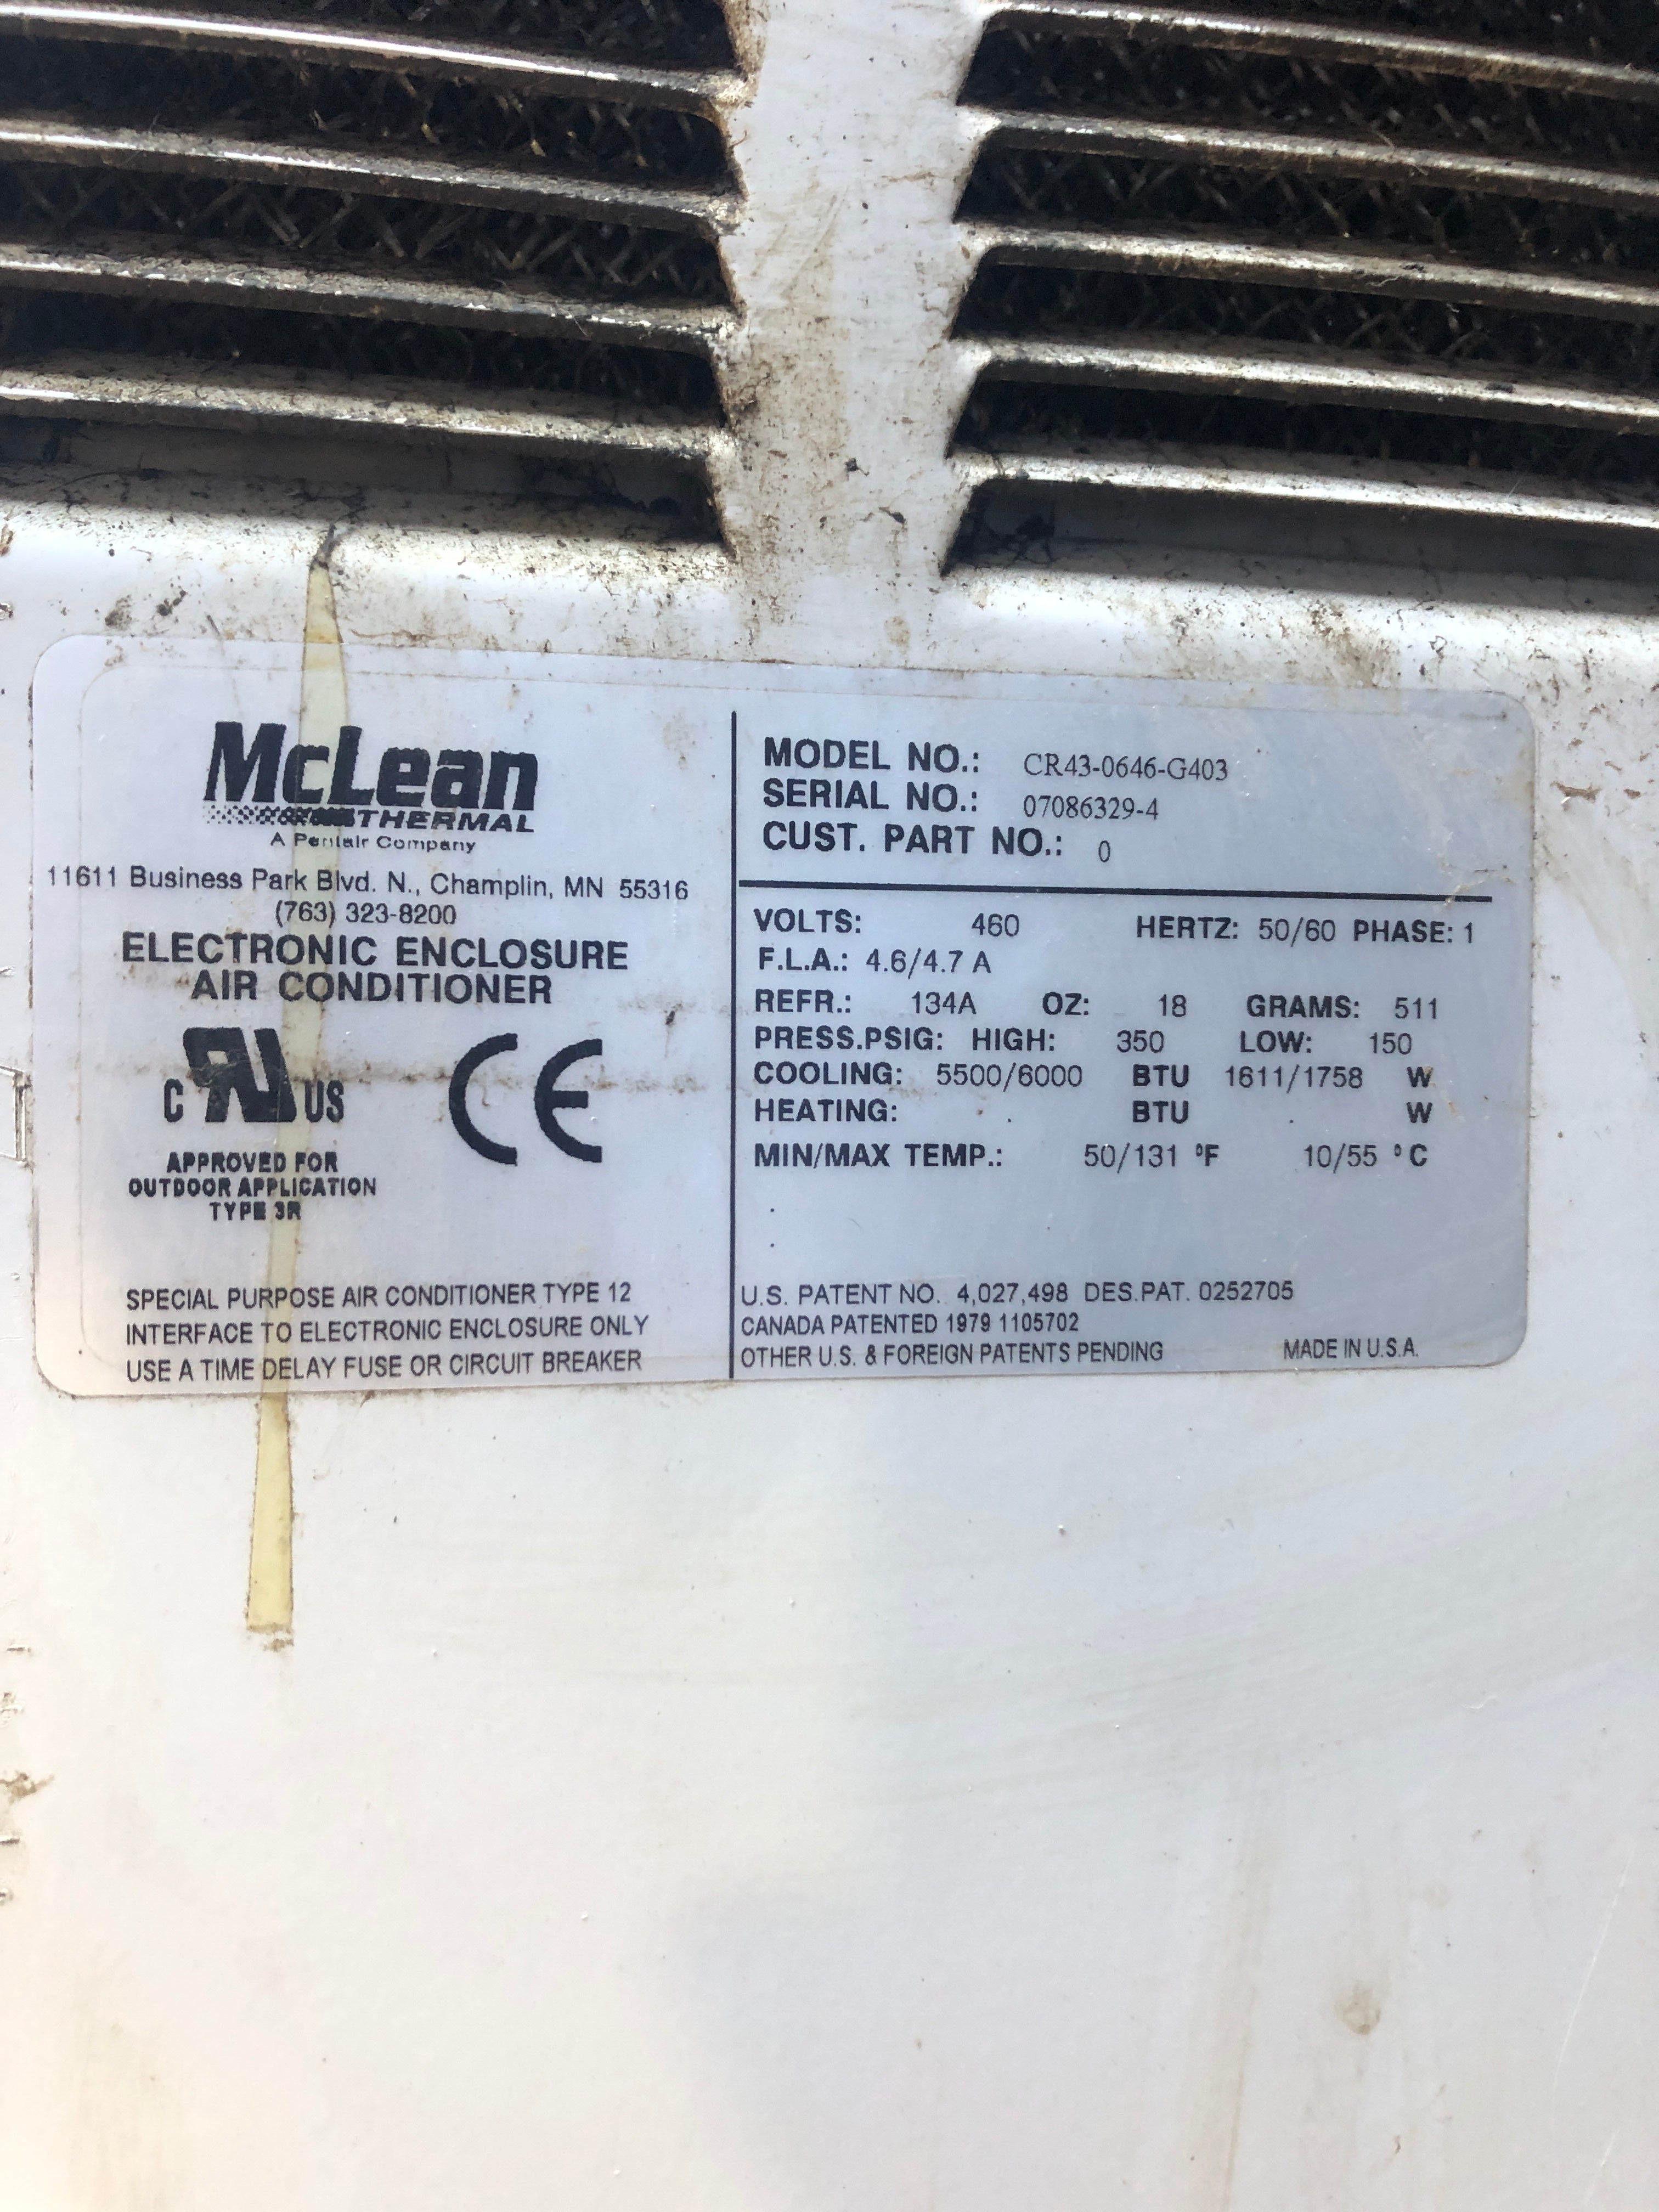 McLean
THERMAL
A Pentair Company
11611 Business Park Blvd. N., Champlin, MN 55316
(763) 323-8200
ELECTRONIC ENCLOSURE
AIR CONDITIONER
C RU US
CE
APPROVED FOR
OUTDOOR APPLICATION
TYPE 3R
SPECIAL PURPOSE AIR CONDITIONER TYPE 12
INTERFACE TO ELECTRONIC ENCLOSURE ONLY
USE A TIME DELAY FUSE OR CIRCUIT BREAKER
MODEL NO.: CR43-0646-G403
SERIAL NO.: 07086329-4
CUST. PART NO.: 0
VOLTS: 460 HERTZ: 50/60 PHASE: 1
F.L.A.: 4.6/4.7 A
REFR.: 134A OZ: 18 GRAMS: 511
PRESS.PSIG: HIGH: 350 LOW: 150
COOLING: 5500/6000 BTU 1611/1758 W
HEATING: . BTU . W
MIN/MAX TEMP.: 50/131 °F 10/55 °C
.
.
U.S. PATENT NO. 4,027,498 DES.PAT. 0252705
CANADA PATENTED 1979 1105702
OTHER U.S. & FOREIGN PATENTS PENDING MADE IN U.S.A.